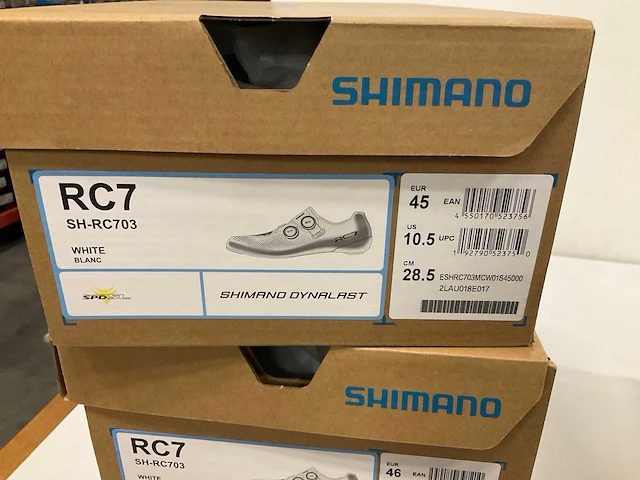 SHIMANO
RC7
SH-RC703
WHITE
BLANC
RC7
SPD-SL
SHIMANO DYNALAST
EUR
45 EAN
4 550170 523756
US
10.5 UPC
1 92790 52375 0
CM
28.5 ESHRC703MCW01S45000
2LAU018E017
SHIMANO
RC7
SH-RC703
WHITE
EUR
46 EAN